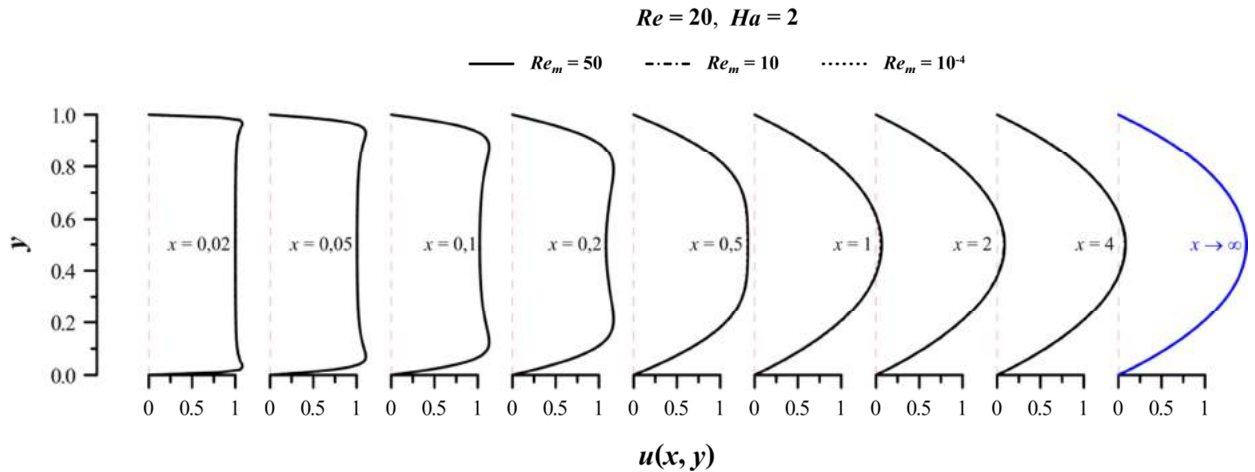 Re = 20, Ha = 2
Re_m = 50 Re_m = 10 Re_m = 10^-4
1.0
0.8
0.6
0.4
0.2
0.0
y
x = 0,02 x = 0,05 x = 0,1 x = 0,2 x = 0,5 x = 1 x = 2 x = 4 x → ∞
0 0.5 1 0 0.5 1 0 0.5 1 0 0.5 1 0 0.5 1 0 0.5 1 0 0.5 1 0 0.5 1 0 0.5 1
u(x, y)